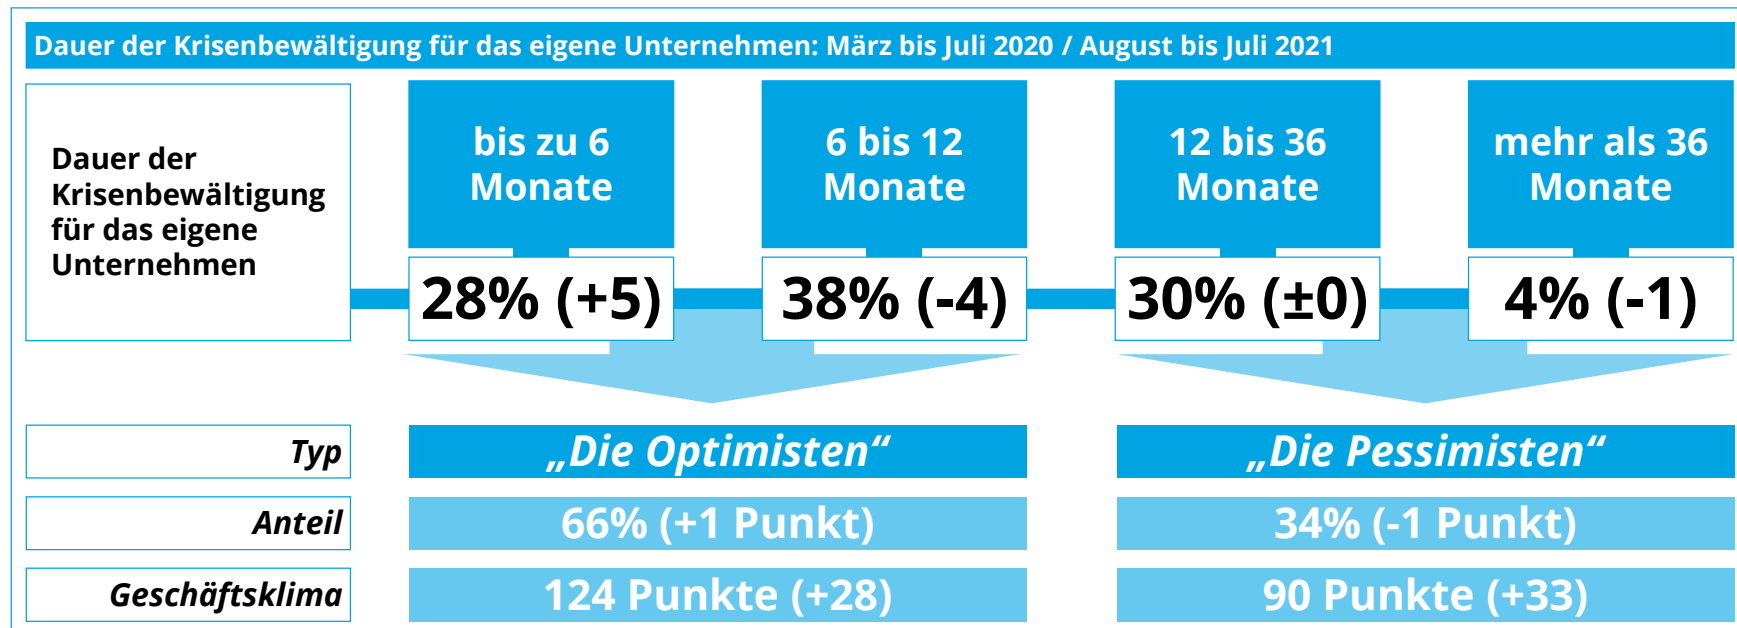 Dauer der Krisenbewältigung für das eigene Unternehmen: März bis Juli 2020 / August bis Juli 2021
Dauer der
Krisenbewältigung
für das eigene
Unternehmen
bis zu 6
Monate
6 bis 12
Monate
12 bis 36
Monate
mehr als 36
Monate
28% (+5)
38% (-4)
30% (±0)
4% (-1)
Typ
„Die Optimisten“
„Die Pessimisten“
Anteil
66% (+1 Punkt)
34% (-1 Punkt)
Geschäftsklima
124 Punkte (+28)
90 Punkte (+33)